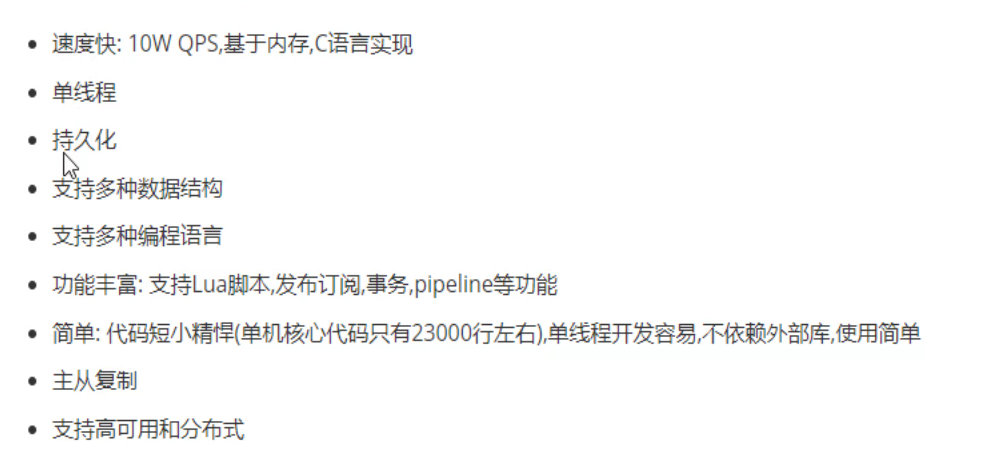 速度快: 10W QPS,基于内存,C语言实现
单线程
持久化
支持多种数据结构
支持多种编程语言
功能丰富: 支持Lua脚本,发布订阅,事务,pipeline等功能
简单: 代码短小精悍(单机核心代码只有23000行左右),单线程开发容易,不依赖外部库,使用简单
主从复制
支持高可用和分布式